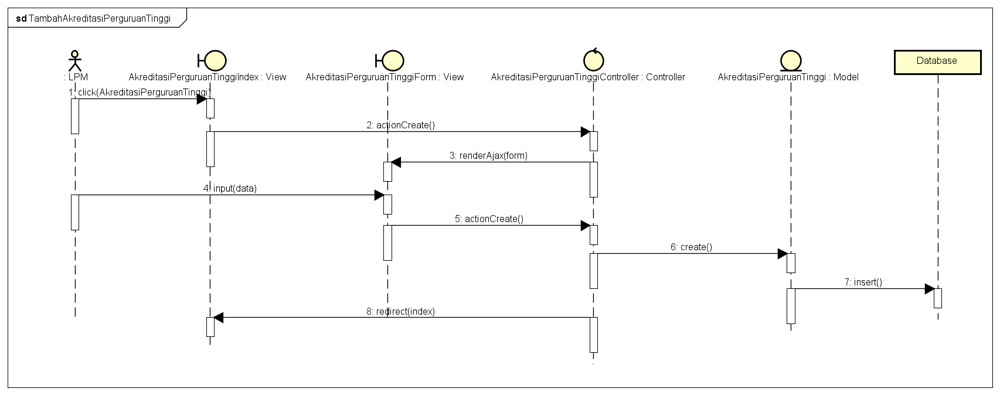 sd TambahAkreditasiPerguruanTinggi
: LPM
AkreditasiPerguruanTinggiIndex : View
AkreditasiPerguruanTinggiForm : View
AkreditasiPerguruanTinggiController : Controller
AkreditasiPerguruanTinggi : Model
Database
1: click(AkreditasiPerguruanTinggi)
2: actionCreate()
3: renderAjax(form)
4: input(data)
5: actionCreate()
6: create()
7: insert()
8: redirect(index)